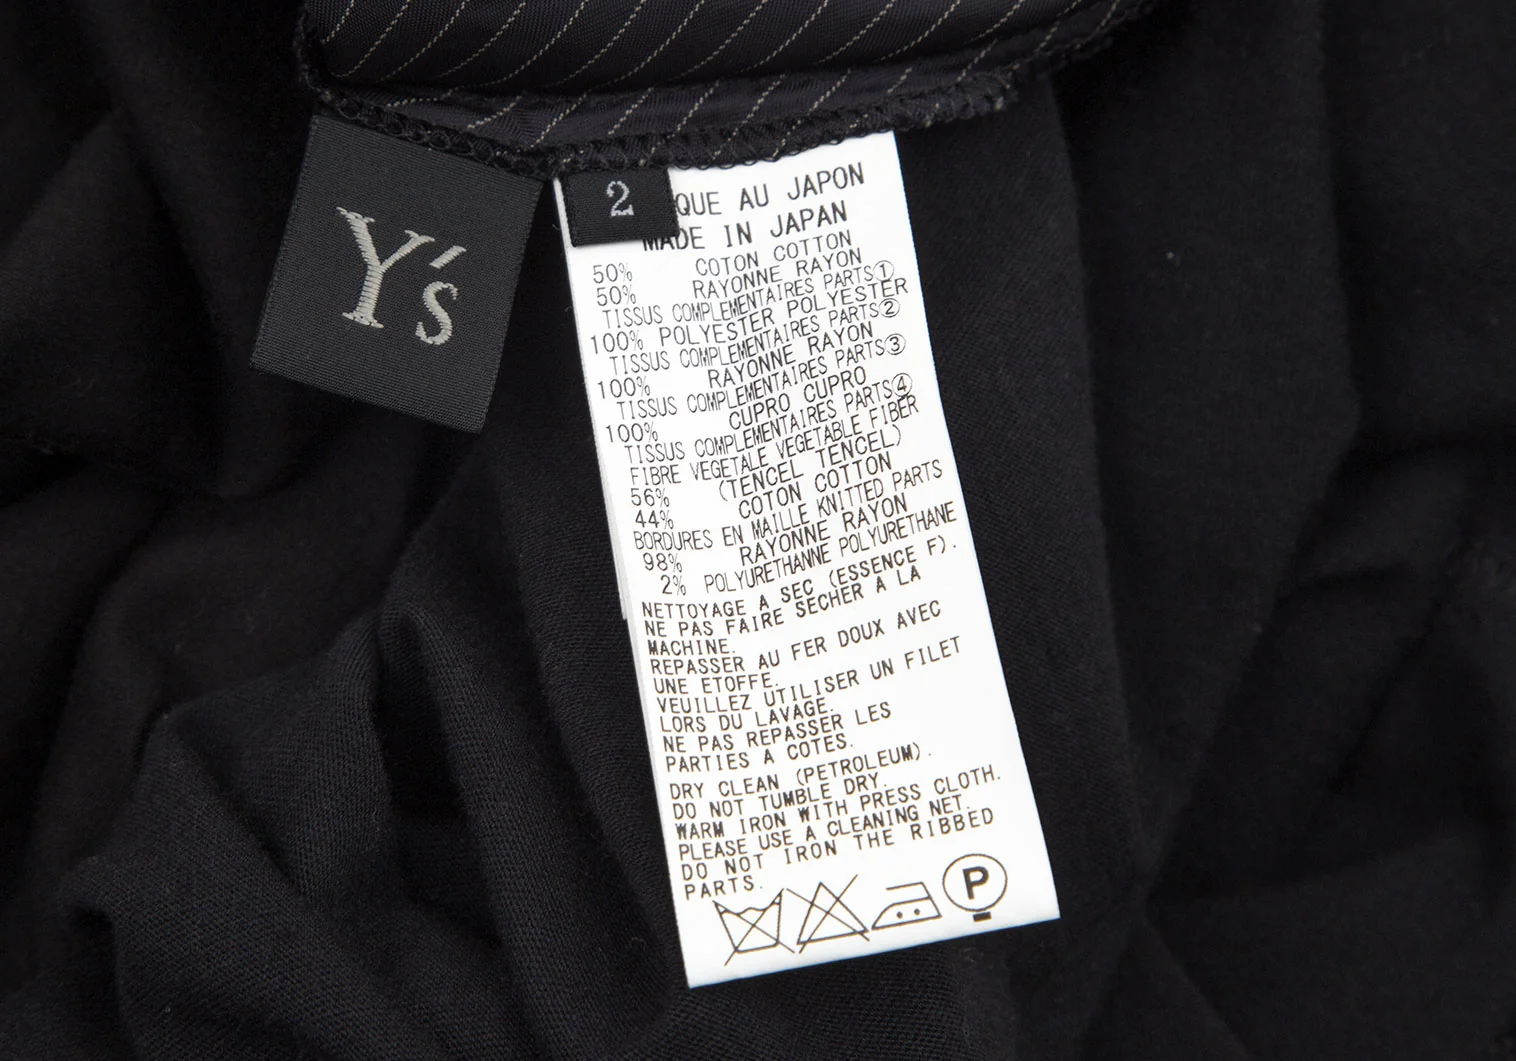 Y's
2
QUE AU JAPON
MADE IN JAPAN
50% COTON COTTON
50% RAYONNE RAYON
TISSUS COMPLEMENTAIRES PARTS①
100% POLYESTER POLYESTER
TISSUS COMPLEMENTAIRES PARTS②
100% RAYONNE RAYON
TISSUS COMPLEMENTAIRES PARTS③
100% CUPRO CUPRO
TISSUS COMPLEMENTAIRES PARTS④
FIBRE VEGETALE VEGETABLE FIBER
56% (TENCEL TENCEL)
44% COTON COTTON
BORDURES EN MAILLE KNITTED PARTS
98% RAYONNE RAYON
2% POLYURETHANNE POLYURETHANE
NETTOYAGE A SEC (ESSENCE F).
NE PAS FAIRE SECHER A LA
MACHINE.
REPASSER AU FER DOUX AVEC
UNE ETOFFE.
VEUILLEZ UTILISER UN FILET
LORS DU LAVAGE.
NE PAS REPASSER LES
PARTIES A COTES.
DRY CLEAN (PETROLEUM).
DO NOT TUMBLE DRY.
WARM IRON WITH PRESS CLOTH.
PLEASE USE A CLEANING NET.
DO NOT IRON THE RIBBED
PARTS.
P